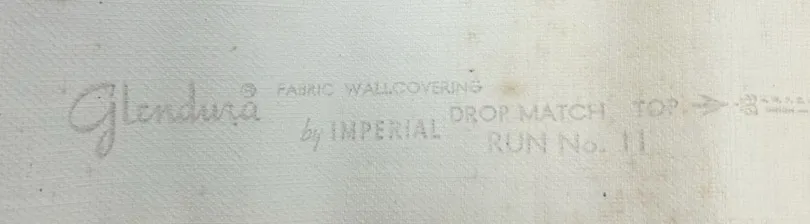 Glendura® FABRIC WALLCOVERING
by IMPERIAL
DROP MATCH TOP
RUN No. 11